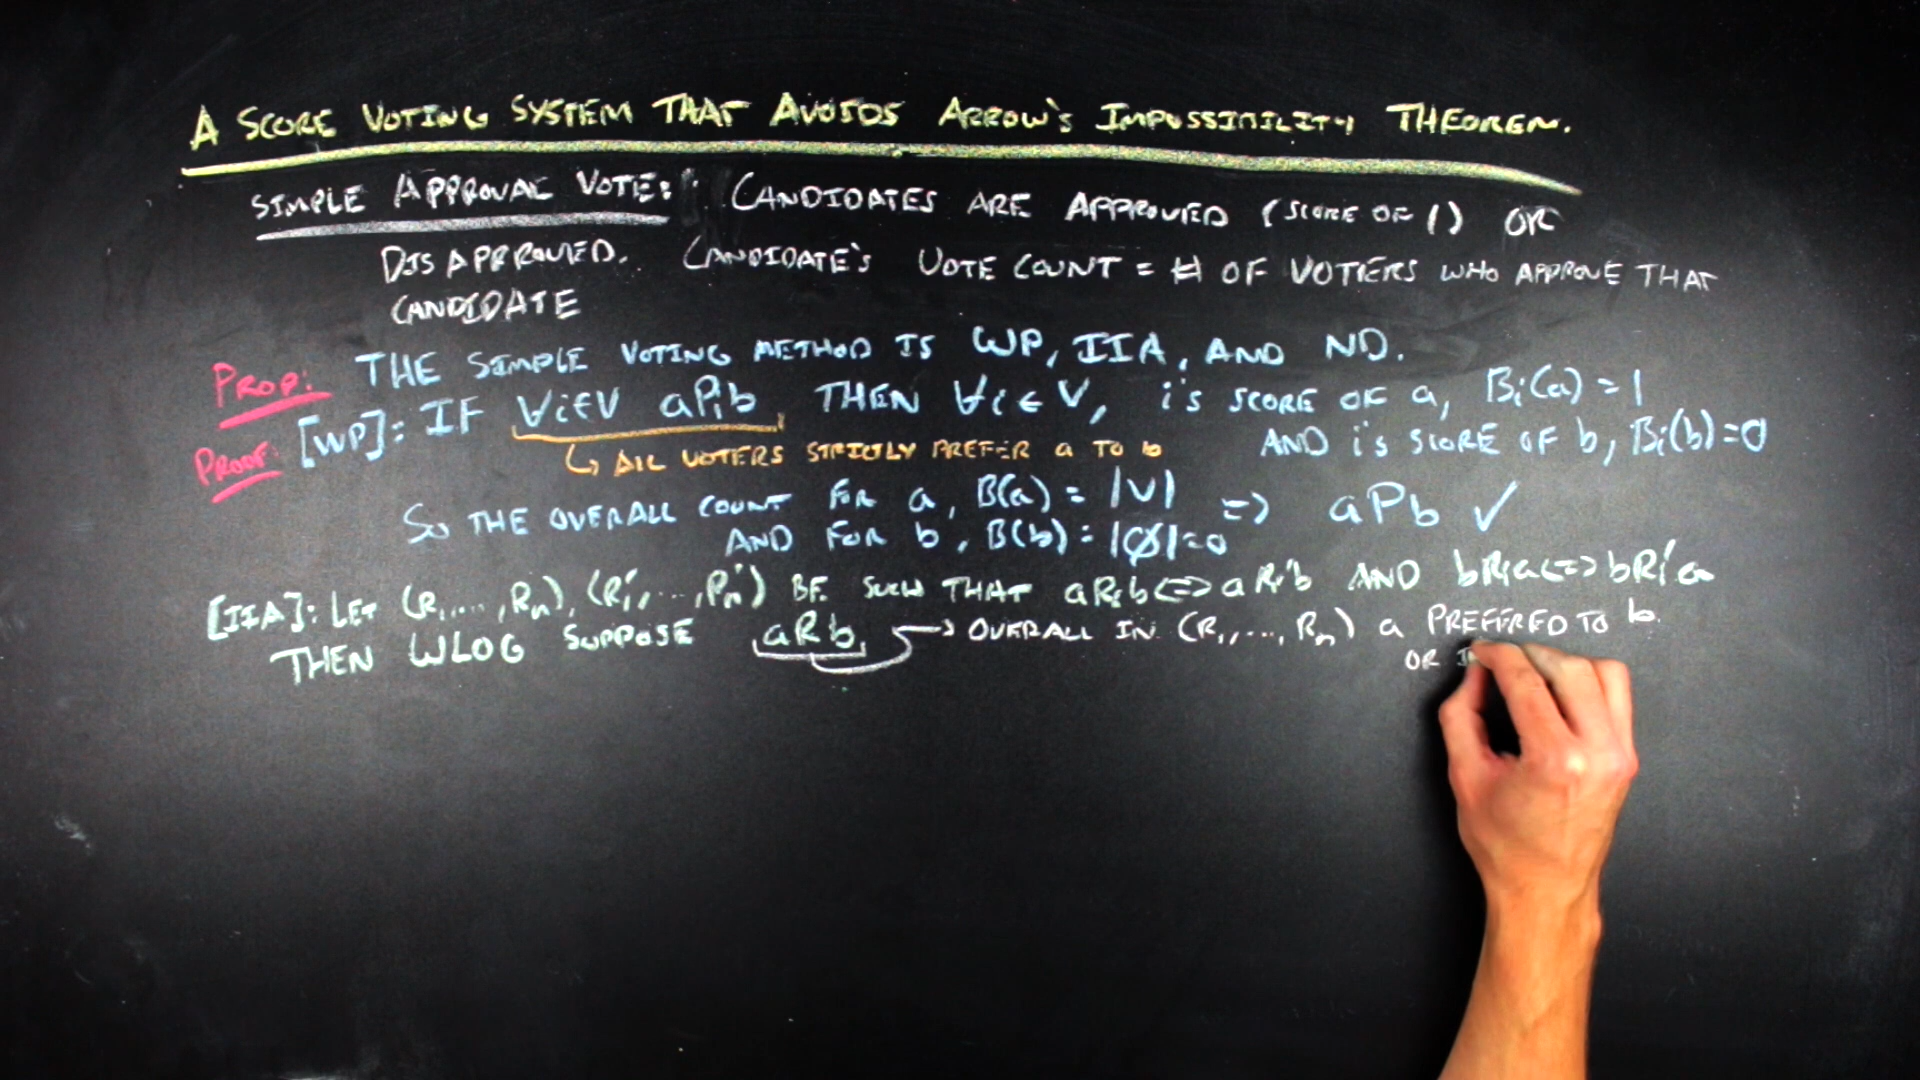 A SCORE VOTING SYSTEM THAT AVOIDS ARROW'S IMPOSSIBILITY THEOREM.
SIMPLE APPROVAL VOTE: CANDIDATES ARE APPROVED (SCORE OF 1) OR
DISAPPROVED. CANDIDATE'S VOTE COUNT = # OF VOTERS WHO APPROVE THAT
CANDIDATE
PROP: THE SIMPLE VOTING METHOD IS WP, IIA, AND ND.
PROOF: [WP]: IF ∀i∈V aPᵢb THEN ∀i∈V, i's SCORE OF a, Bᵢ(a)=1
AND i's SCORE OF b, Bᵢ(b)=0
↳ ALL VOTERS STRICTLY PREFER a TO b
SO THE OVERALL COUNT FOR a, B(a) = |V| => aPb ✓
AND FOR b, B(b) = |∅|=0
[IIA]: LET (R₁,...,Rₙ), (R₁',...,Rₙ') BE SUCH THAT aRᵢb<=>aRᵢ'b AND bRᵢa<=>bRᵢ'a
THEN WLOG SUPPOSE aRb → OVERALL IN (R₁,...,Rₙ) a PREFERRED TO b.
OR